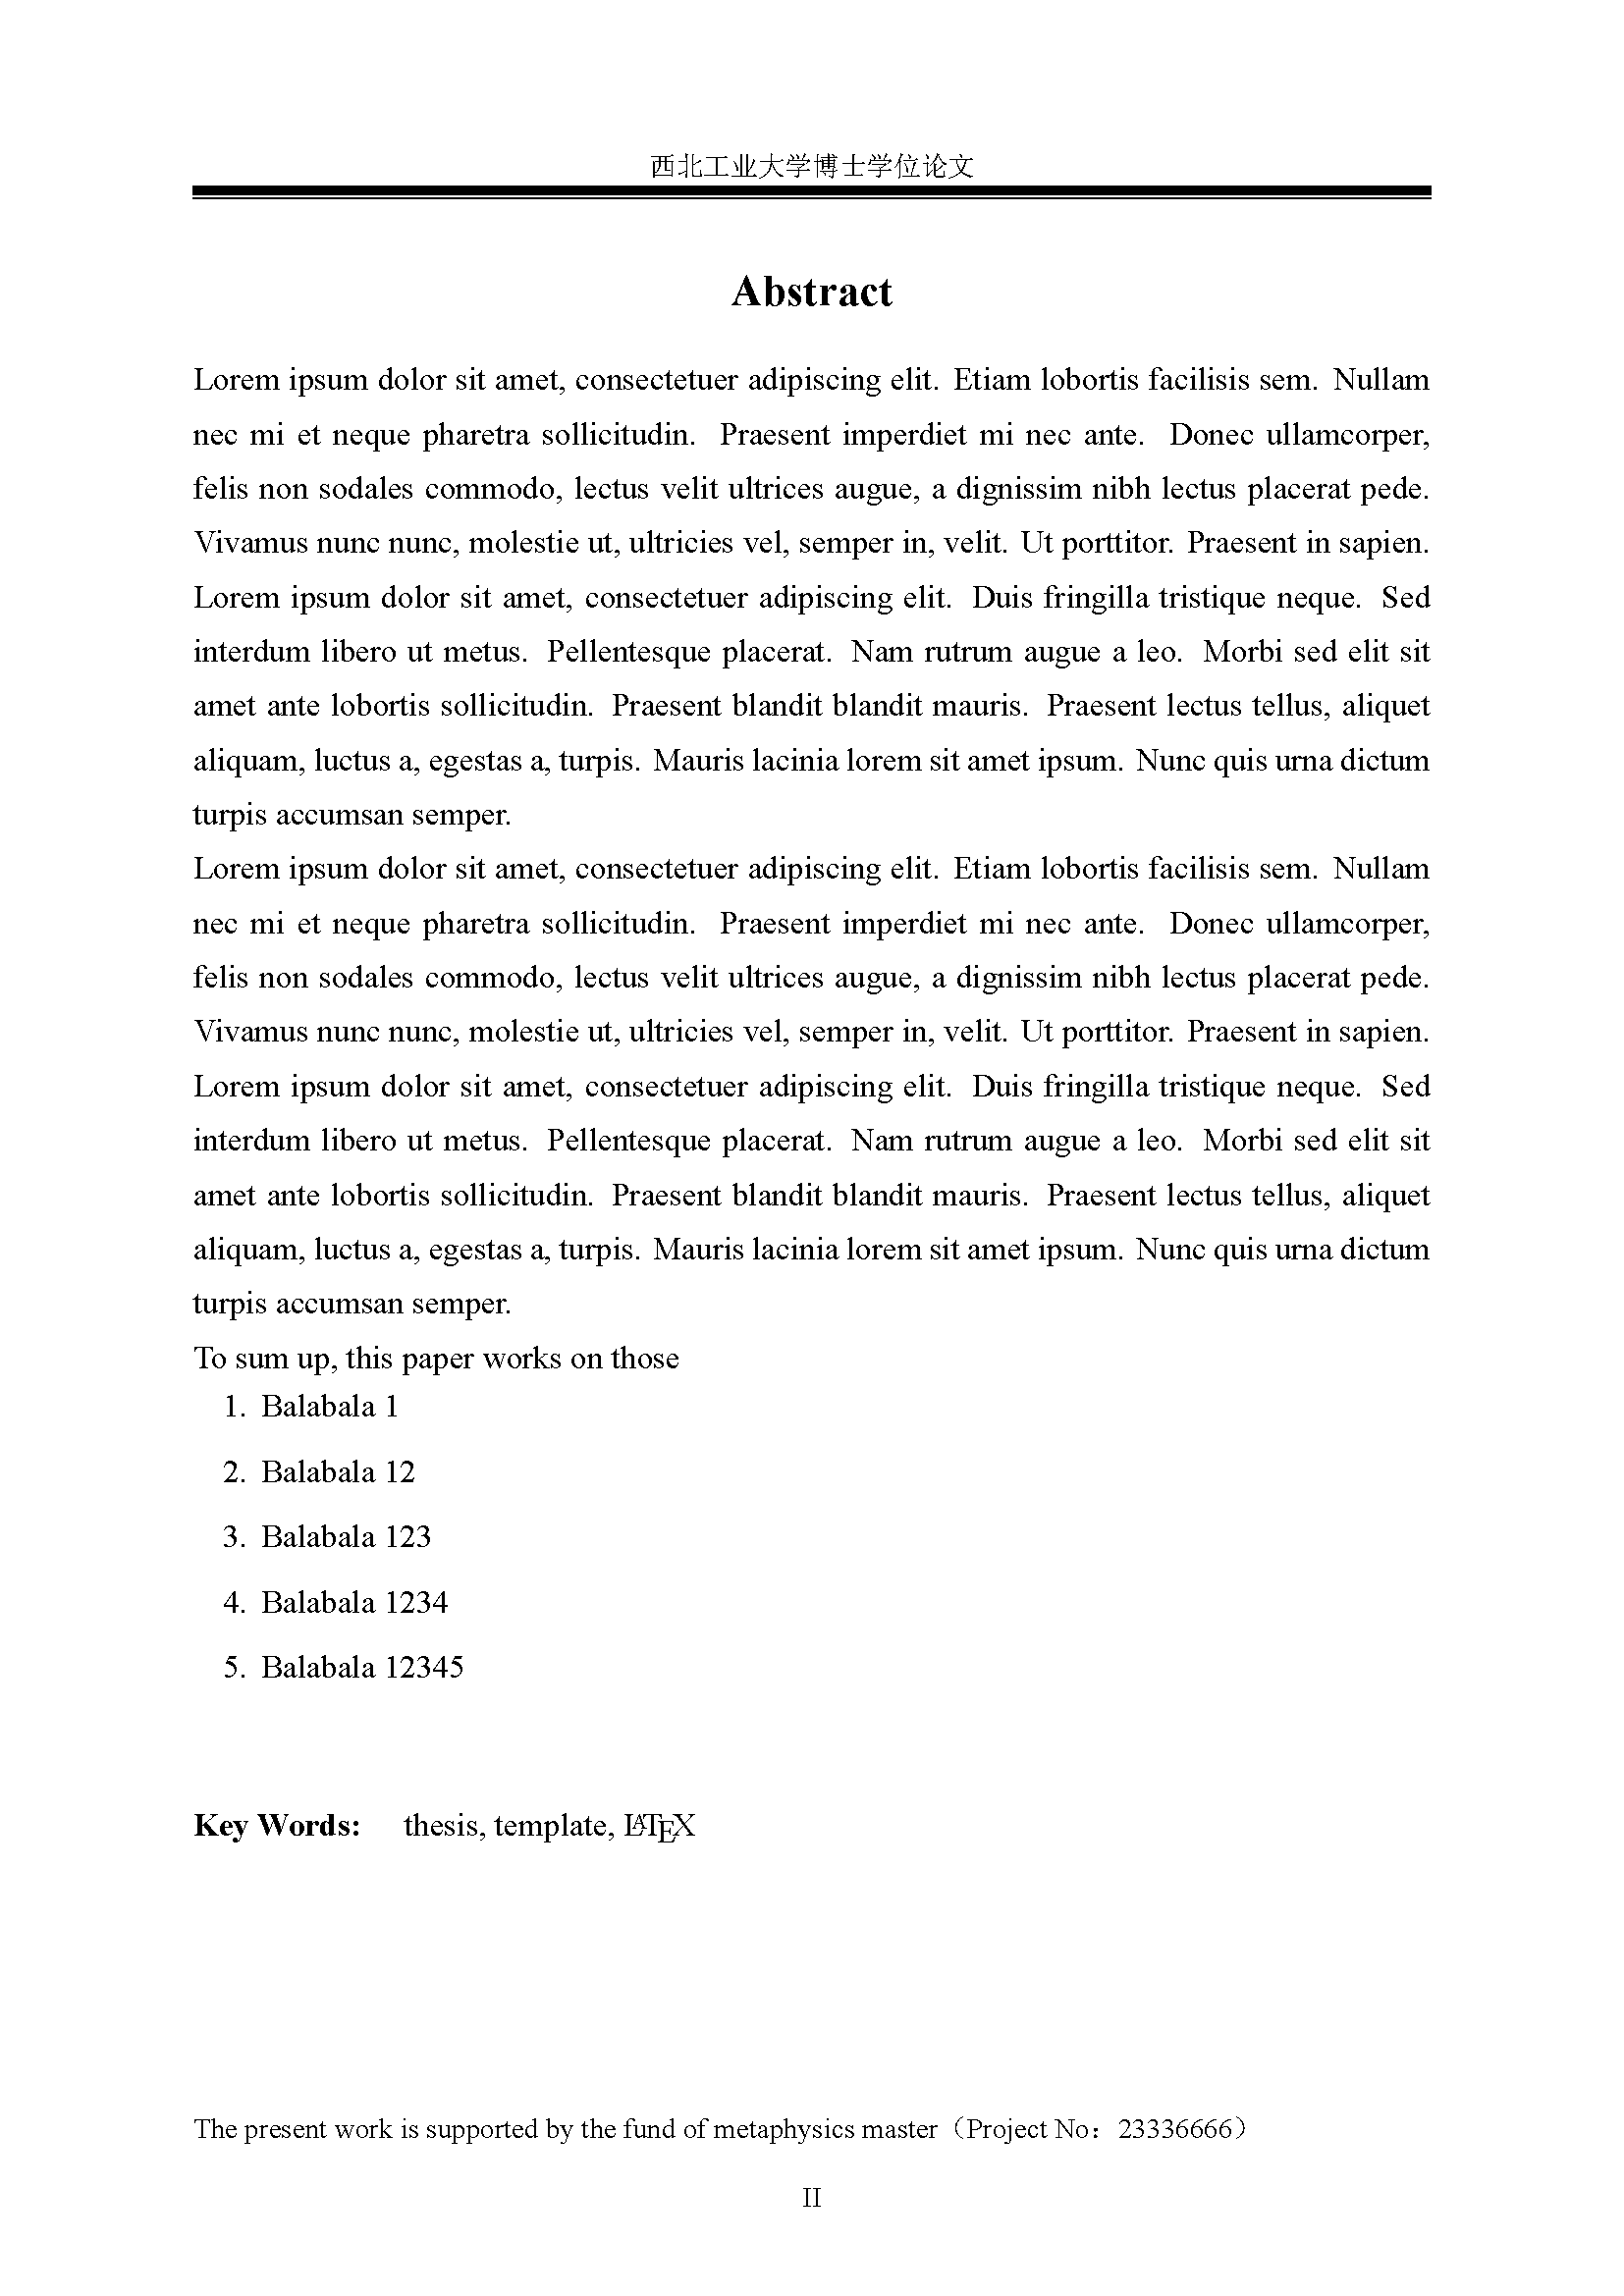 西北工业大学博士学位论文
Abstract
Lorem ipsum dolor sit amet, consectetuer adipiscing elit. Etiam lobortis facilisis sem. Nullam
nec mi et neque pharetra sollicitudin. Praesent imperdiet mi nec ante. Donec ullamcorper,
felis non sodales commodo, lectus velit ultrices augue, a dignissim nibh lectus placerat pede.
Vivamus nunc nunc, molestie ut, ultricies vel, semper in, velit. Ut porttitor. Praesent in sapien.
Lorem ipsum dolor sit amet, consectetuer adipiscing elit. Duis fringilla tristique neque. Sed
interdum libero ut metus. Pellentesque placerat. Nam rutrum augue a leo. Morbi sed elit sit
amet ante lobortis sollicitudin. Praesent blandit blandit mauris. Praesent lectus tellus, aliquet
aliquam, luctus a, egestas a, turpis. Mauris lacinia lorem sit amet ipsum. Nunc quis urna dictum
turpis accumsan semper.
Lorem ipsum dolor sit amet, consectetuer adipiscing elit. Etiam lobortis facilisis sem. Nullam
nec mi et neque pharetra sollicitudin. Praesent imperdiet mi nec ante. Donec ullamcorper,
felis non sodales commodo, lectus velit ultrices augue, a dignissim nibh lectus placerat pede.
Vivamus nunc nunc, molestie ut, ultricies vel, semper in, velit. Ut porttitor. Praesent in sapien.
Lorem ipsum dolor sit amet, consectetuer adipiscing elit. Duis fringilla tristique neque. Sed
interdum libero ut metus. Pellentesque placerat. Nam rutrum augue a leo. Morbi sed elit sit
amet ante lobortis sollicitudin. Praesent blandit blandit mauris. Praesent lectus tellus, aliquet
aliquam, luctus a, egestas a, turpis. Mauris lacinia lorem sit amet ipsum. Nunc quis urna dictum
turpis accumsan semper.
To sum up, this paper works on those
1. Balabala 1
2. Balabala 12
3. Balabala 123
4. Balabala 1234
5. Balabala 12345
Key Words: thesis, template, LATEX
The present work is supported by the fund of metaphysics master（Project No：23336666）
II